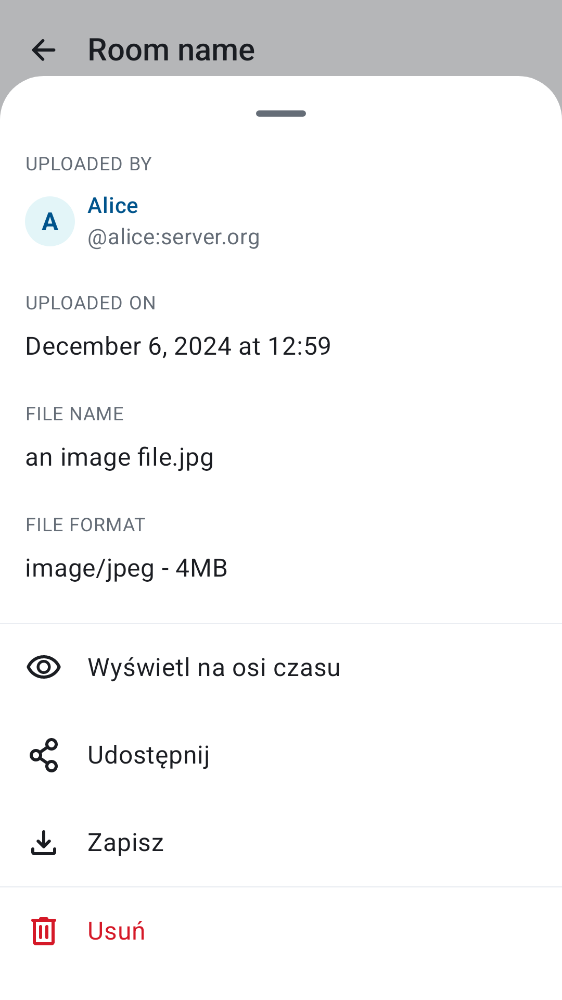 Room name
UPLOADED BY
A
Alice
@alice:server.org
UPLOADED ON
December 6, 2024 at 12:59
FILE NAME
an image file.jpg
FILE FORMAT
image/jpeg - 4MB
Wyświetl na osi czasu
Udostępnij
Zapisz
Usuń